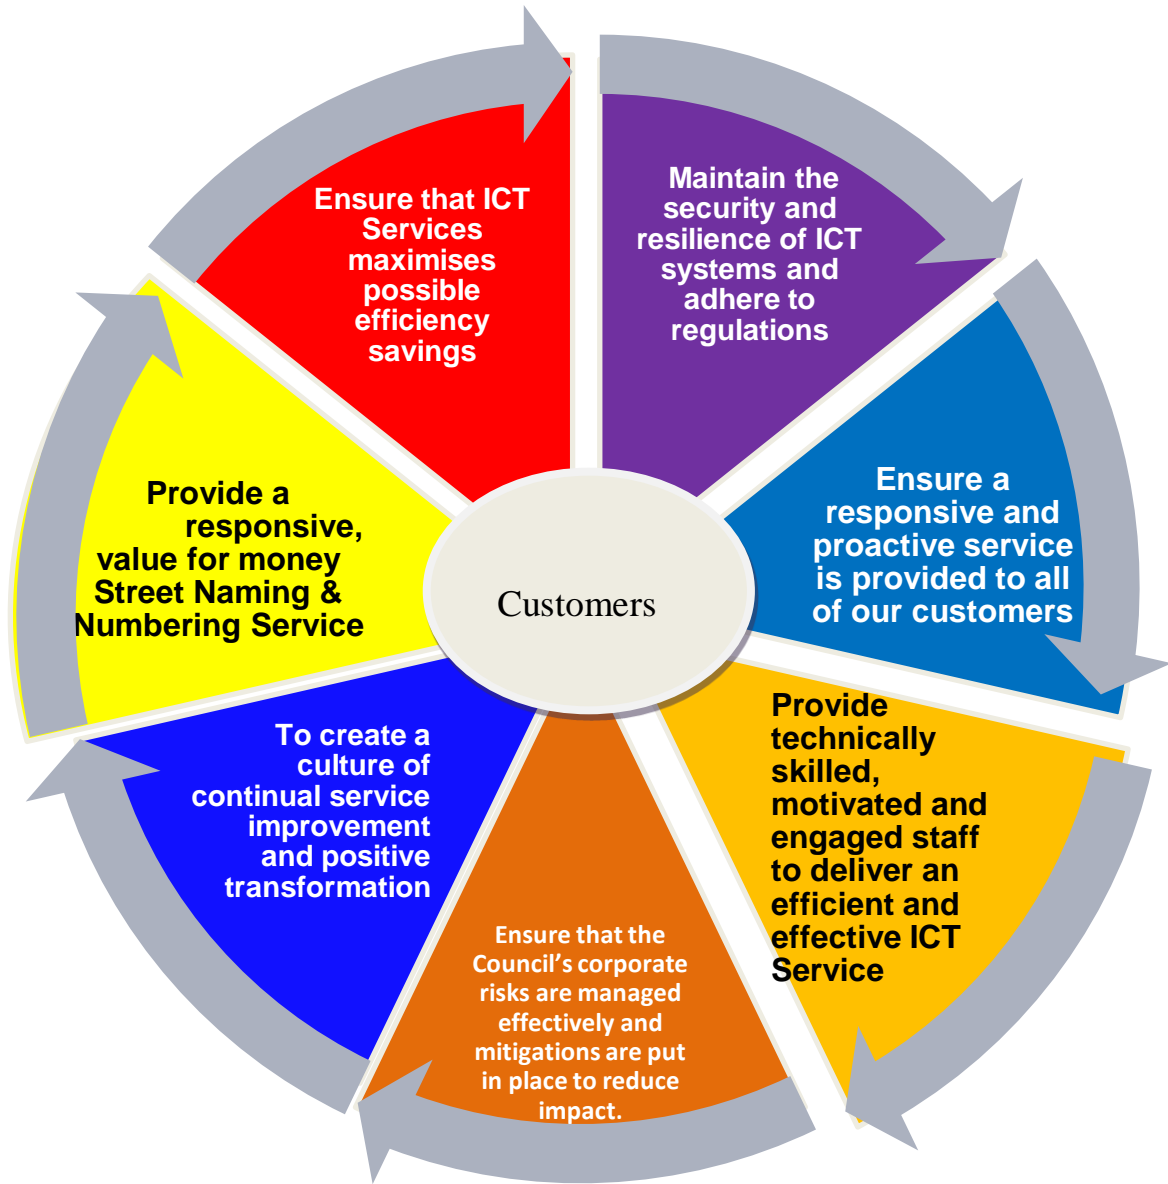 Ensure that ICT
Services
maximises
possible
efficiency
savings
Maintain the
security and
resilience of ICT
systems and
adhere to
regulations
Ensure a
responsive and
proactive service
is provided to all
of our customers
Provide
technically
skilled,
motivated and
engaged staff
to deliver an
efficient and
effective ICT
Service
Ensure that the
Council’s corporate
risks are managed
effectively and
mitigations are put
in place to reduce
impact.
To create a
culture of
continual service
improvement
and positive
transformation
Provide a
responsive,
value for money
Street Naming &
Numbering Service
Customers